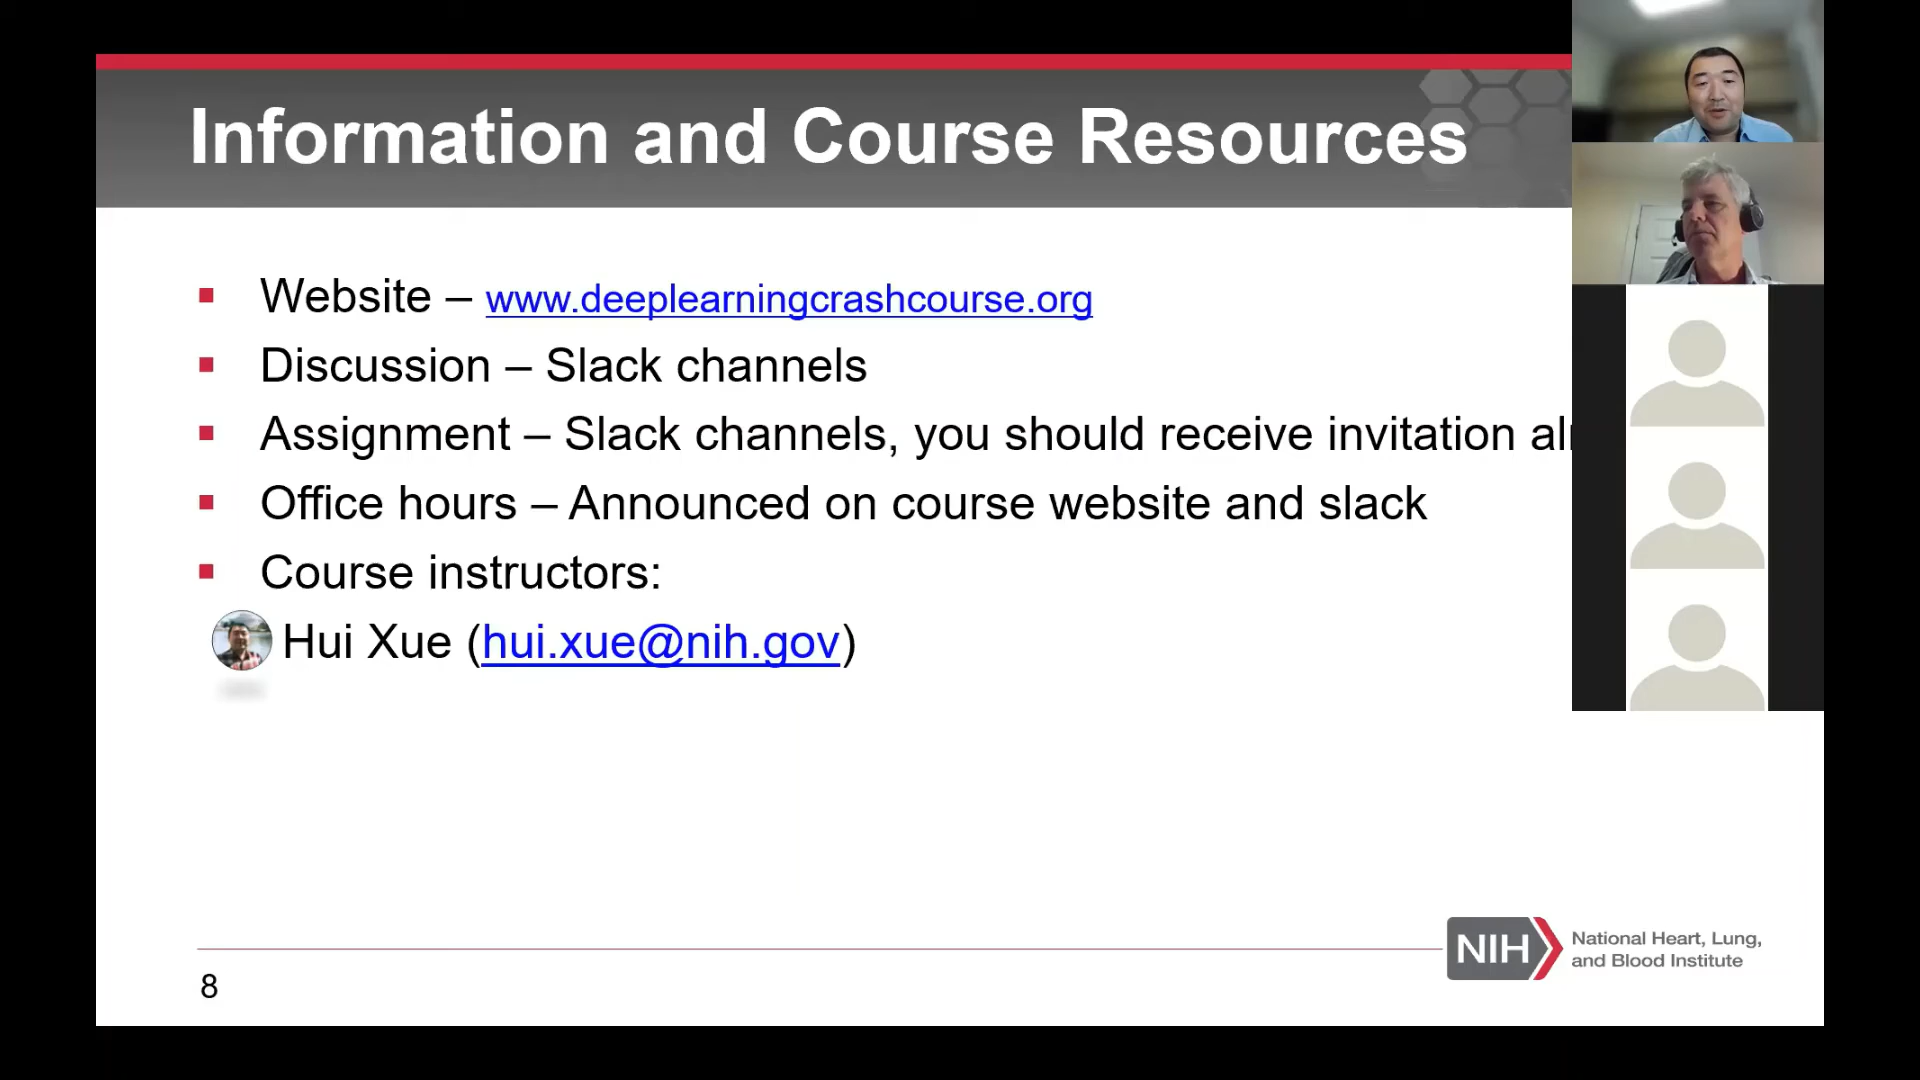 Information and Course Resources
Website – www.deeplearningcrashcourse.org
Discussion – Slack channels
Assignment – Slack channels, you should receive invitation
Office hours – Announced on course website and slack
Course instructors:
Hui Xue (hui.xue@nih.gov)
NIH
National Heart, Lung,
and Blood Institute
8